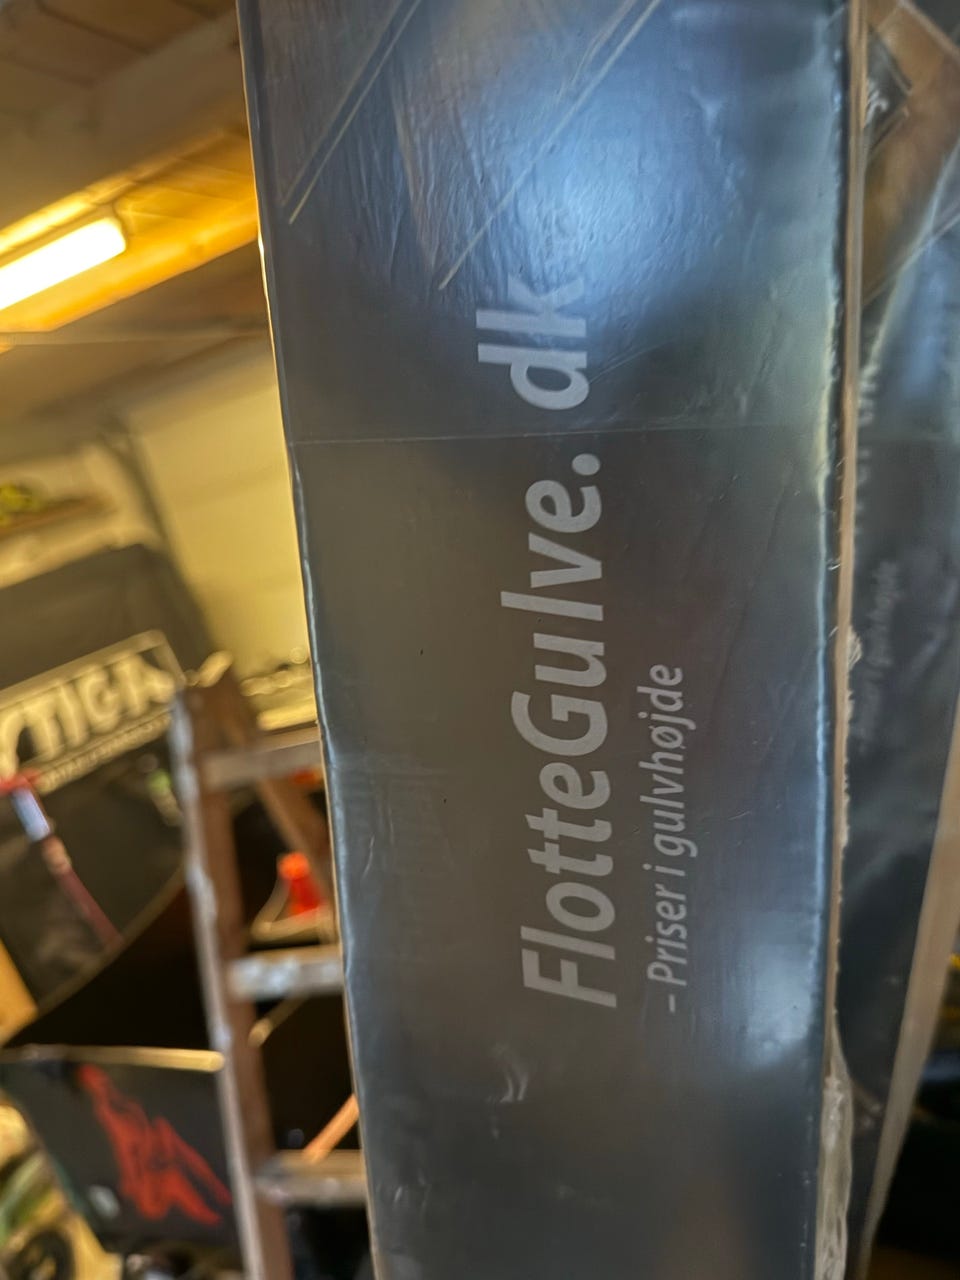 FlotteGulve.dk
- Priser i gulvhøjde